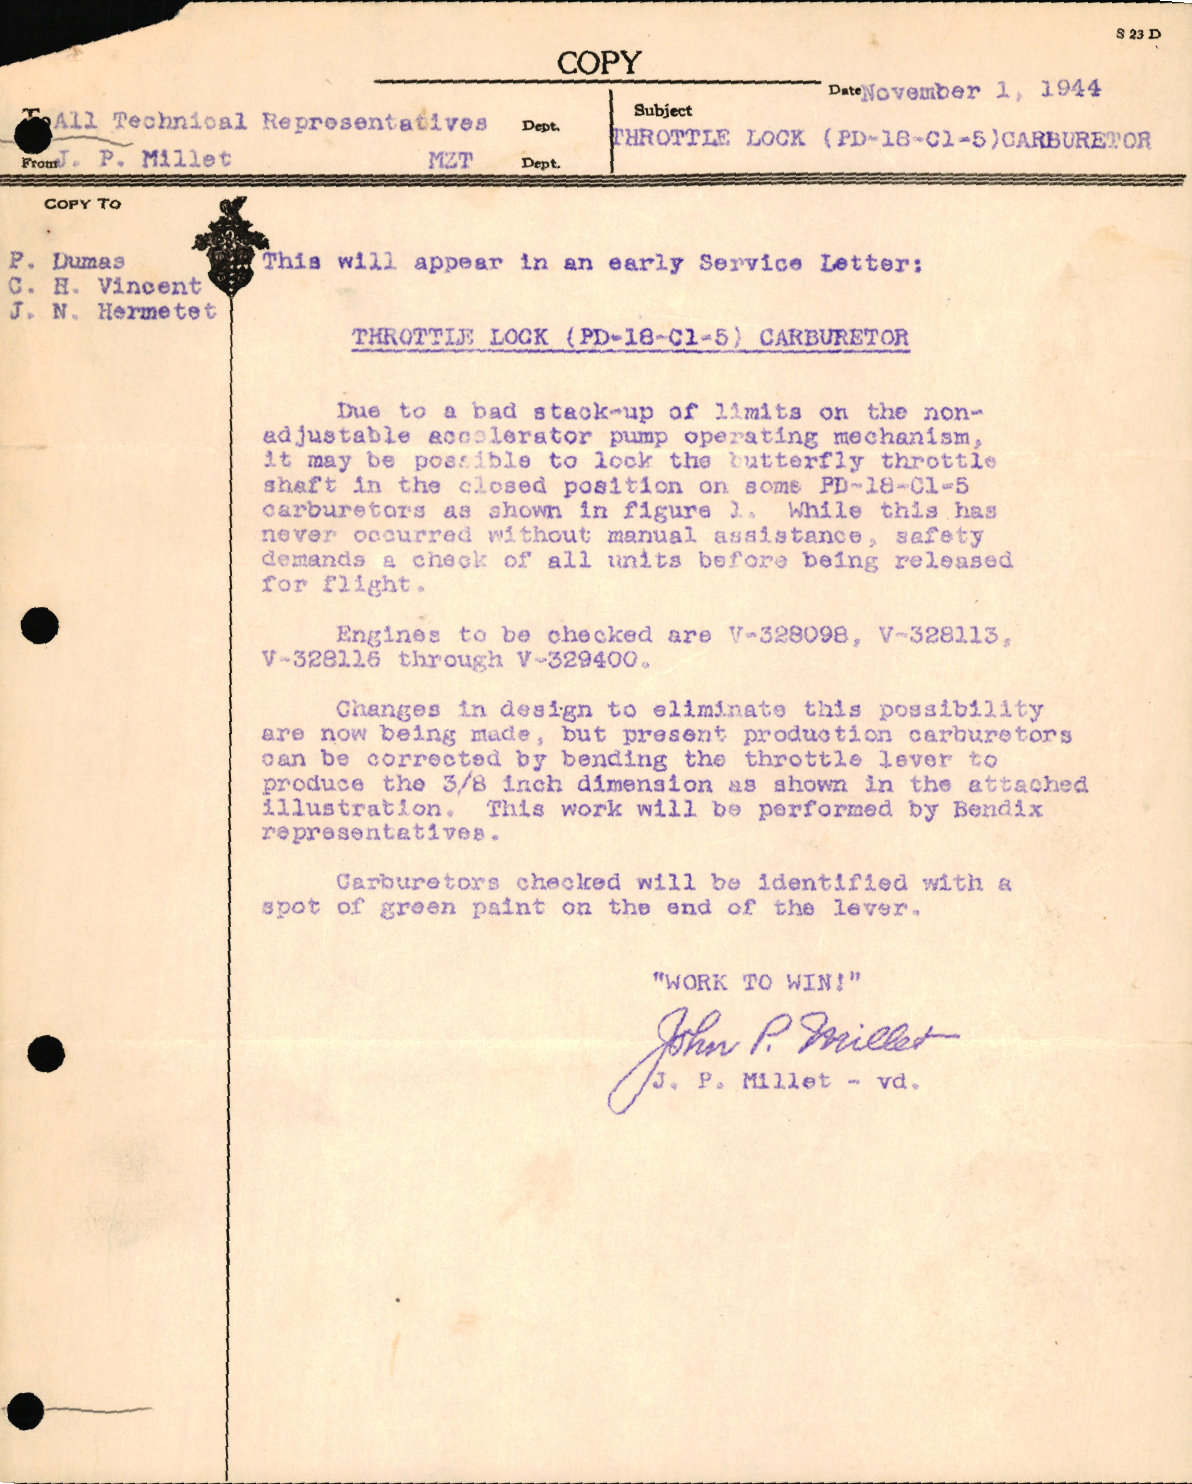 S 23 D
COPY
Date November 1, 1944
To All Technical Representatives Dept.
Subject
THROTTLE LOCK (PD-18-C1-5)CARBURETOR
From J. P. Millet MZT Dept.
COPY TO
P. Dumas
C. H. Vincent
J. N. Hermetet
This will appear in an early Service Letter:
THROTTLE LOCK (PD-18-C1-5) CARBURETOR
Due to a bad stack-up of limits on the non-
adjustable accelerator pump operating mechanism,
it may be possible to lock the butterfly throttle
shaft in the closed position on some PD-18-C1-5
carburetors as shown in figure 1. While this has
never occurred without manual assistance, safety
demands a check of all units before being released
for flight.
Engines to be checked are V-328098, V-328113,
V-328116 through V-329400.
Changes in design to eliminate this possibility
are now being made, but present production carburetors
can be corrected by bending the throttle lever to
produce the 3/8 inch dimension as shown in the attached
illustration. This work will be performed by Bendix
representatives.
Carburetors checked will be identified with a
spot of green paint on the end of the lever.
"WORK TO WIN!"
John P. Millet
J. P. Millet - vd.